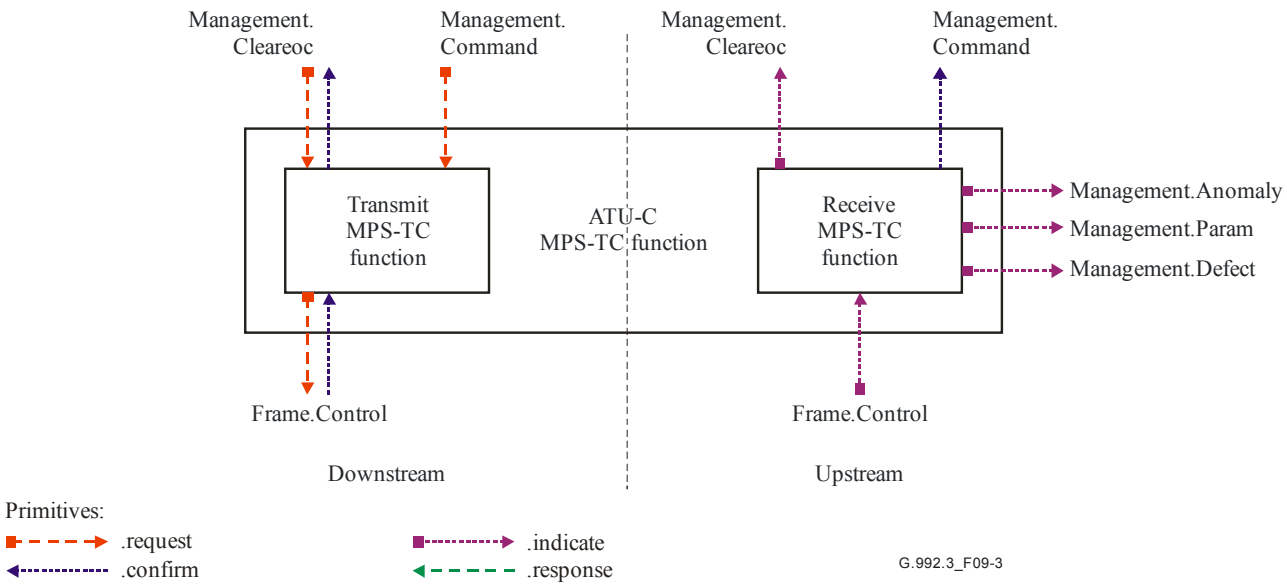 Management.
Cleareoc
Management.
Command
Management.
Cleareoc
Management.
Command
Transmit
MPS-TC
function
ATU-C
MPS-TC function
Receive
MPS-TC
function
Management.Anomaly
Management.Param
Management.Defect
Frame.Control
Frame.Control
Downstream
Upstream
Primitives:
.request
.indicate
.confirm
.response
G.992.3_F09-3